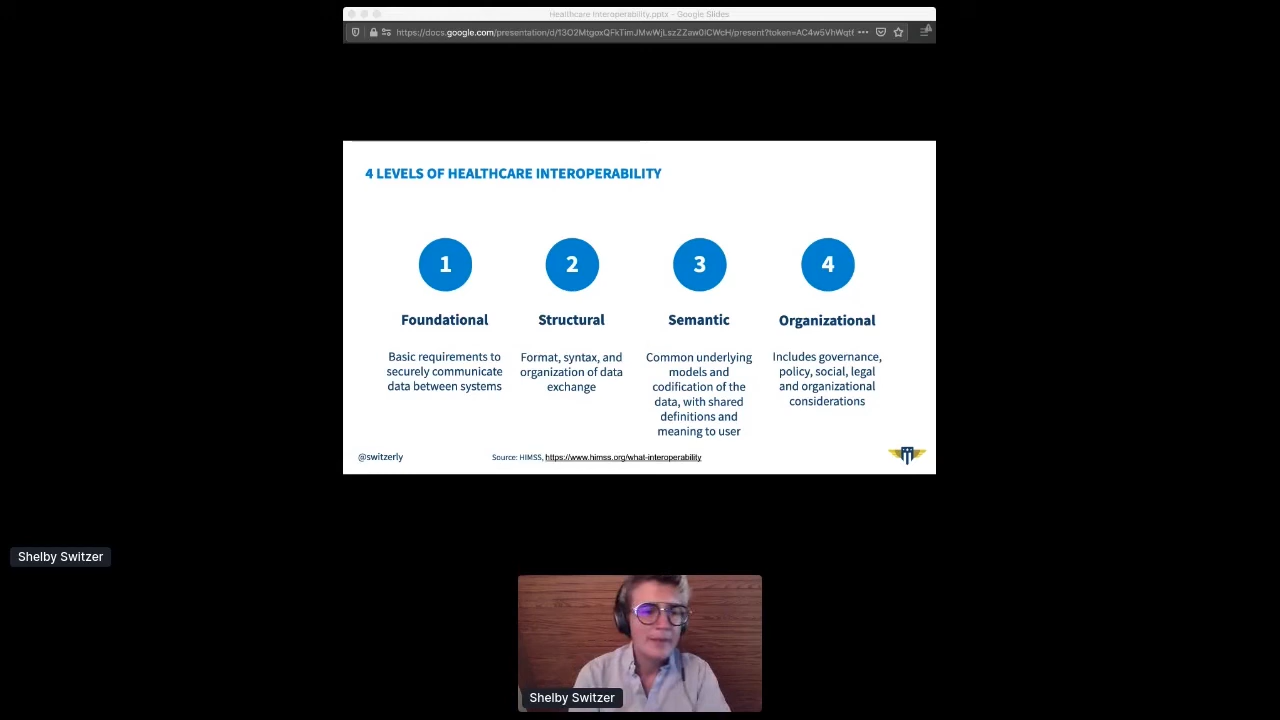 Healthcare Interoperability.pptx - Google Slides
4 LEVELS OF HEALTHCARE INTEROPERABILITY
1
2
3
4
Foundational
Structural
Semantic
Organizational
Basic requirements to
securely communicate
data between systems
Format, syntax, and
organization of data
exchange
Common underlying
models and
codification of the
data, with shared
definitions and
meaning to user
Includes governance,
policy, social, legal
and organizational
considerations
@switzerly
Source: HIMSS, https://www.himss.org/what-interoperability
Shelby Switzer
Shelby Switzer